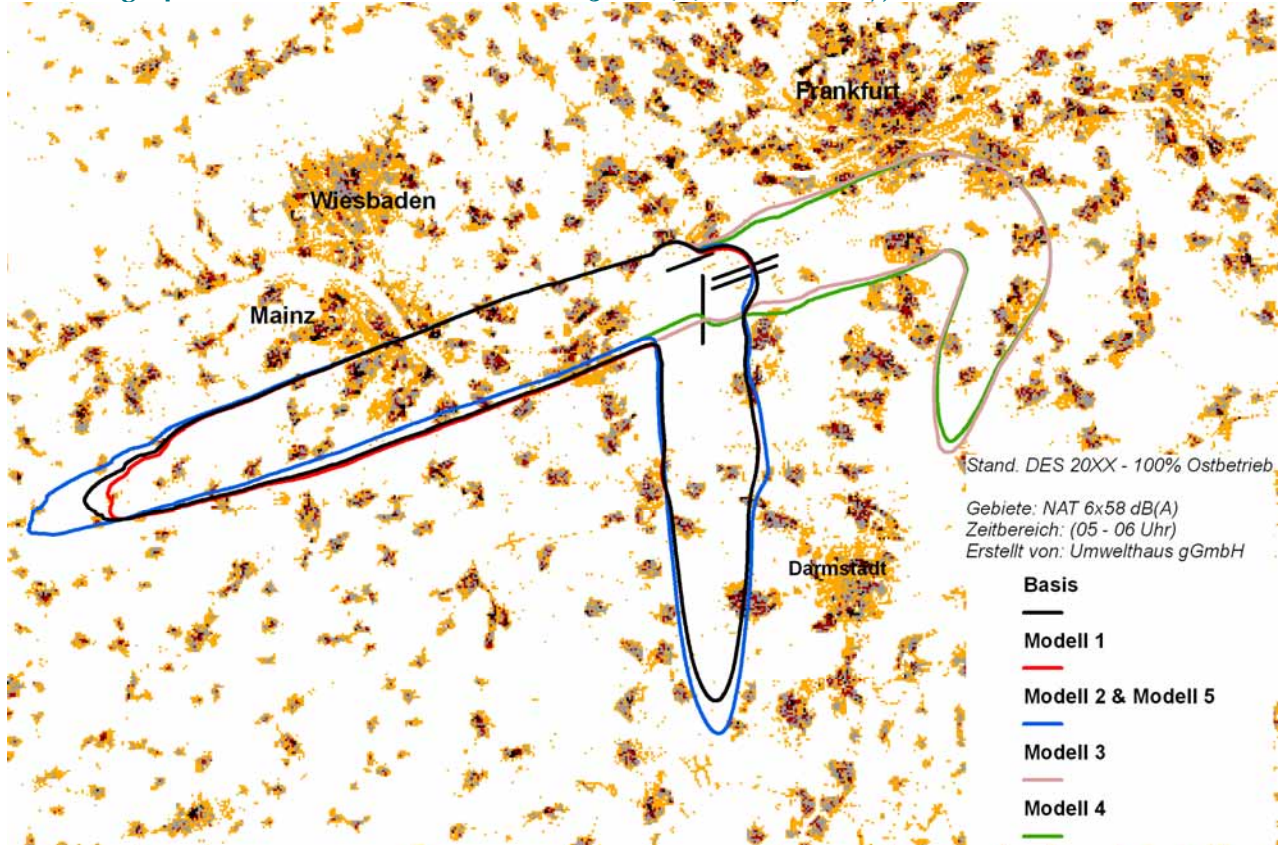 Frankfurt
Wiesbaden
Mainz
Darmstadt
Stand. DES 20XX - 100% Ostbetrieb
Gebiete: NAT 6x58 dB(A)
Zeitbereich: (05 - 06 Uhr)
Erstellt von: Umwelthaus gGmbH
Basis
Modell 1
Modell 2 & Modell 5
Modell 3
Modell 4